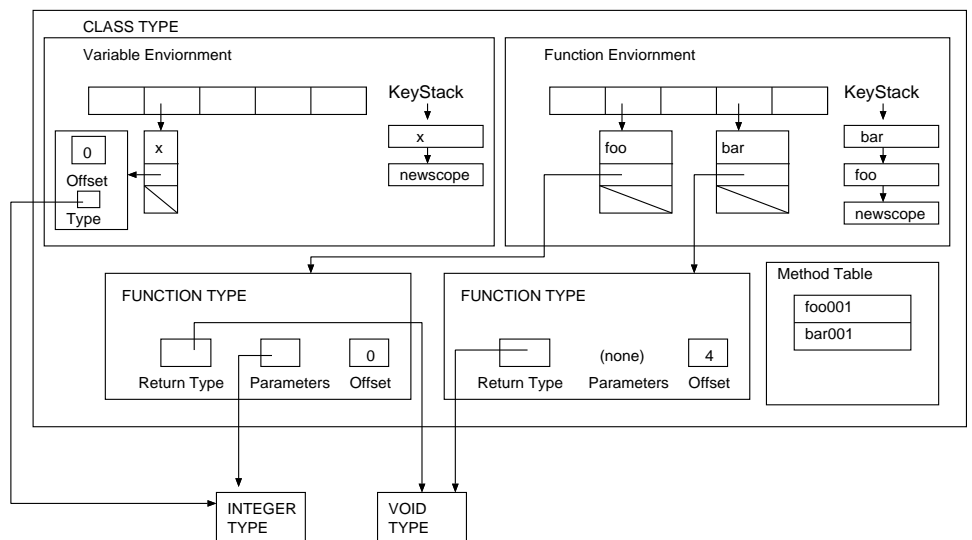 CLASS TYPE
Variable Enviornment
KeyStack
x
newscope
x
0
Offset
Type
Function Enviornment
KeyStack
foo
bar
bar
foo
newscope
FUNCTION TYPE
Return Type
Parameters
0
Offset
FUNCTION TYPE
Return Type
(none)
Parameters
4
Offset
Method Table
foo001
bar001
INTEGER
TYPE
VOID
TYPE